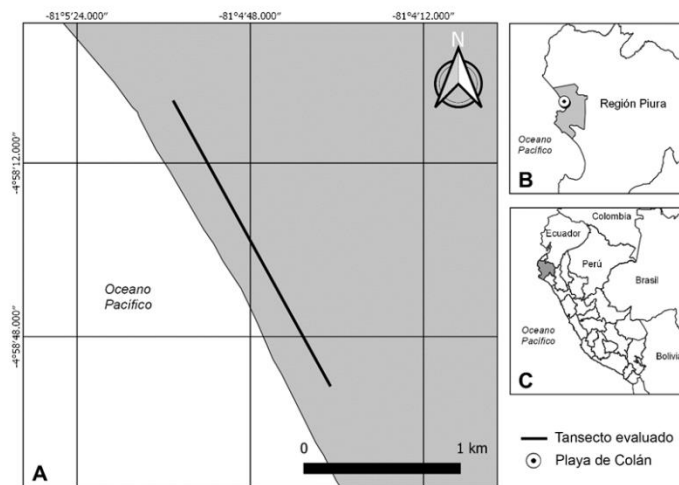 -81°5'24.000" -81°4'48.000" -81°4'12.000"
-4°58'12.000"
-4°58'48.000"
N
Oceano
Pacífico
0 1 km
A
Región Piura
Oceano
Pacífico
B
Colombia
Ecuador
Perú
Brasil
Oceano
Pacífico
Bolivia
C
Tansecto evaluado
Playa de Colán